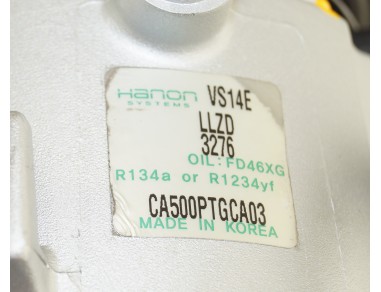 Hanon VS14E
SYSTEMS
LLZD
3276
OIL:FD46XG
R134a or R1234yf
CA500PTGCA03
MADE IN KOREA